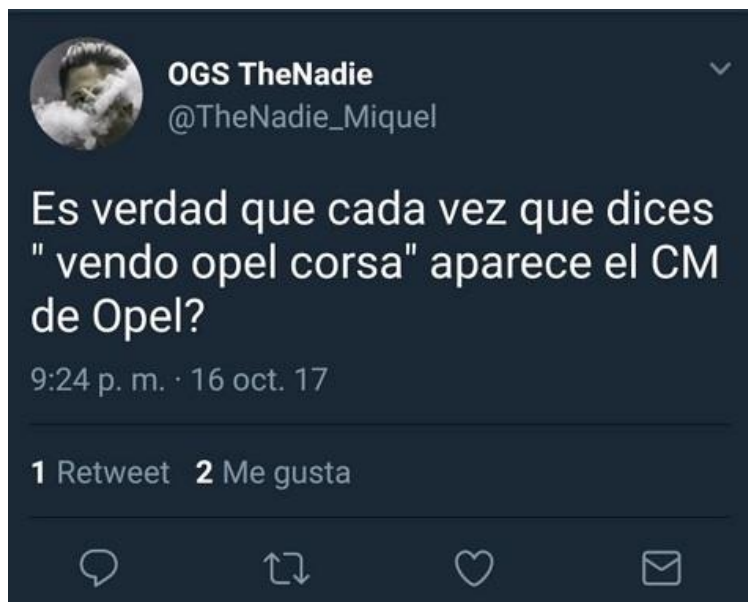 OGS TheNadie
@TheNadie_Miquel
Es verdad que cada vez que dices
" vendo opel corsa" aparece el CM
de Opel?
9:24 p. m. · 16 oct. 17
1 Retweet 2 Me gusta